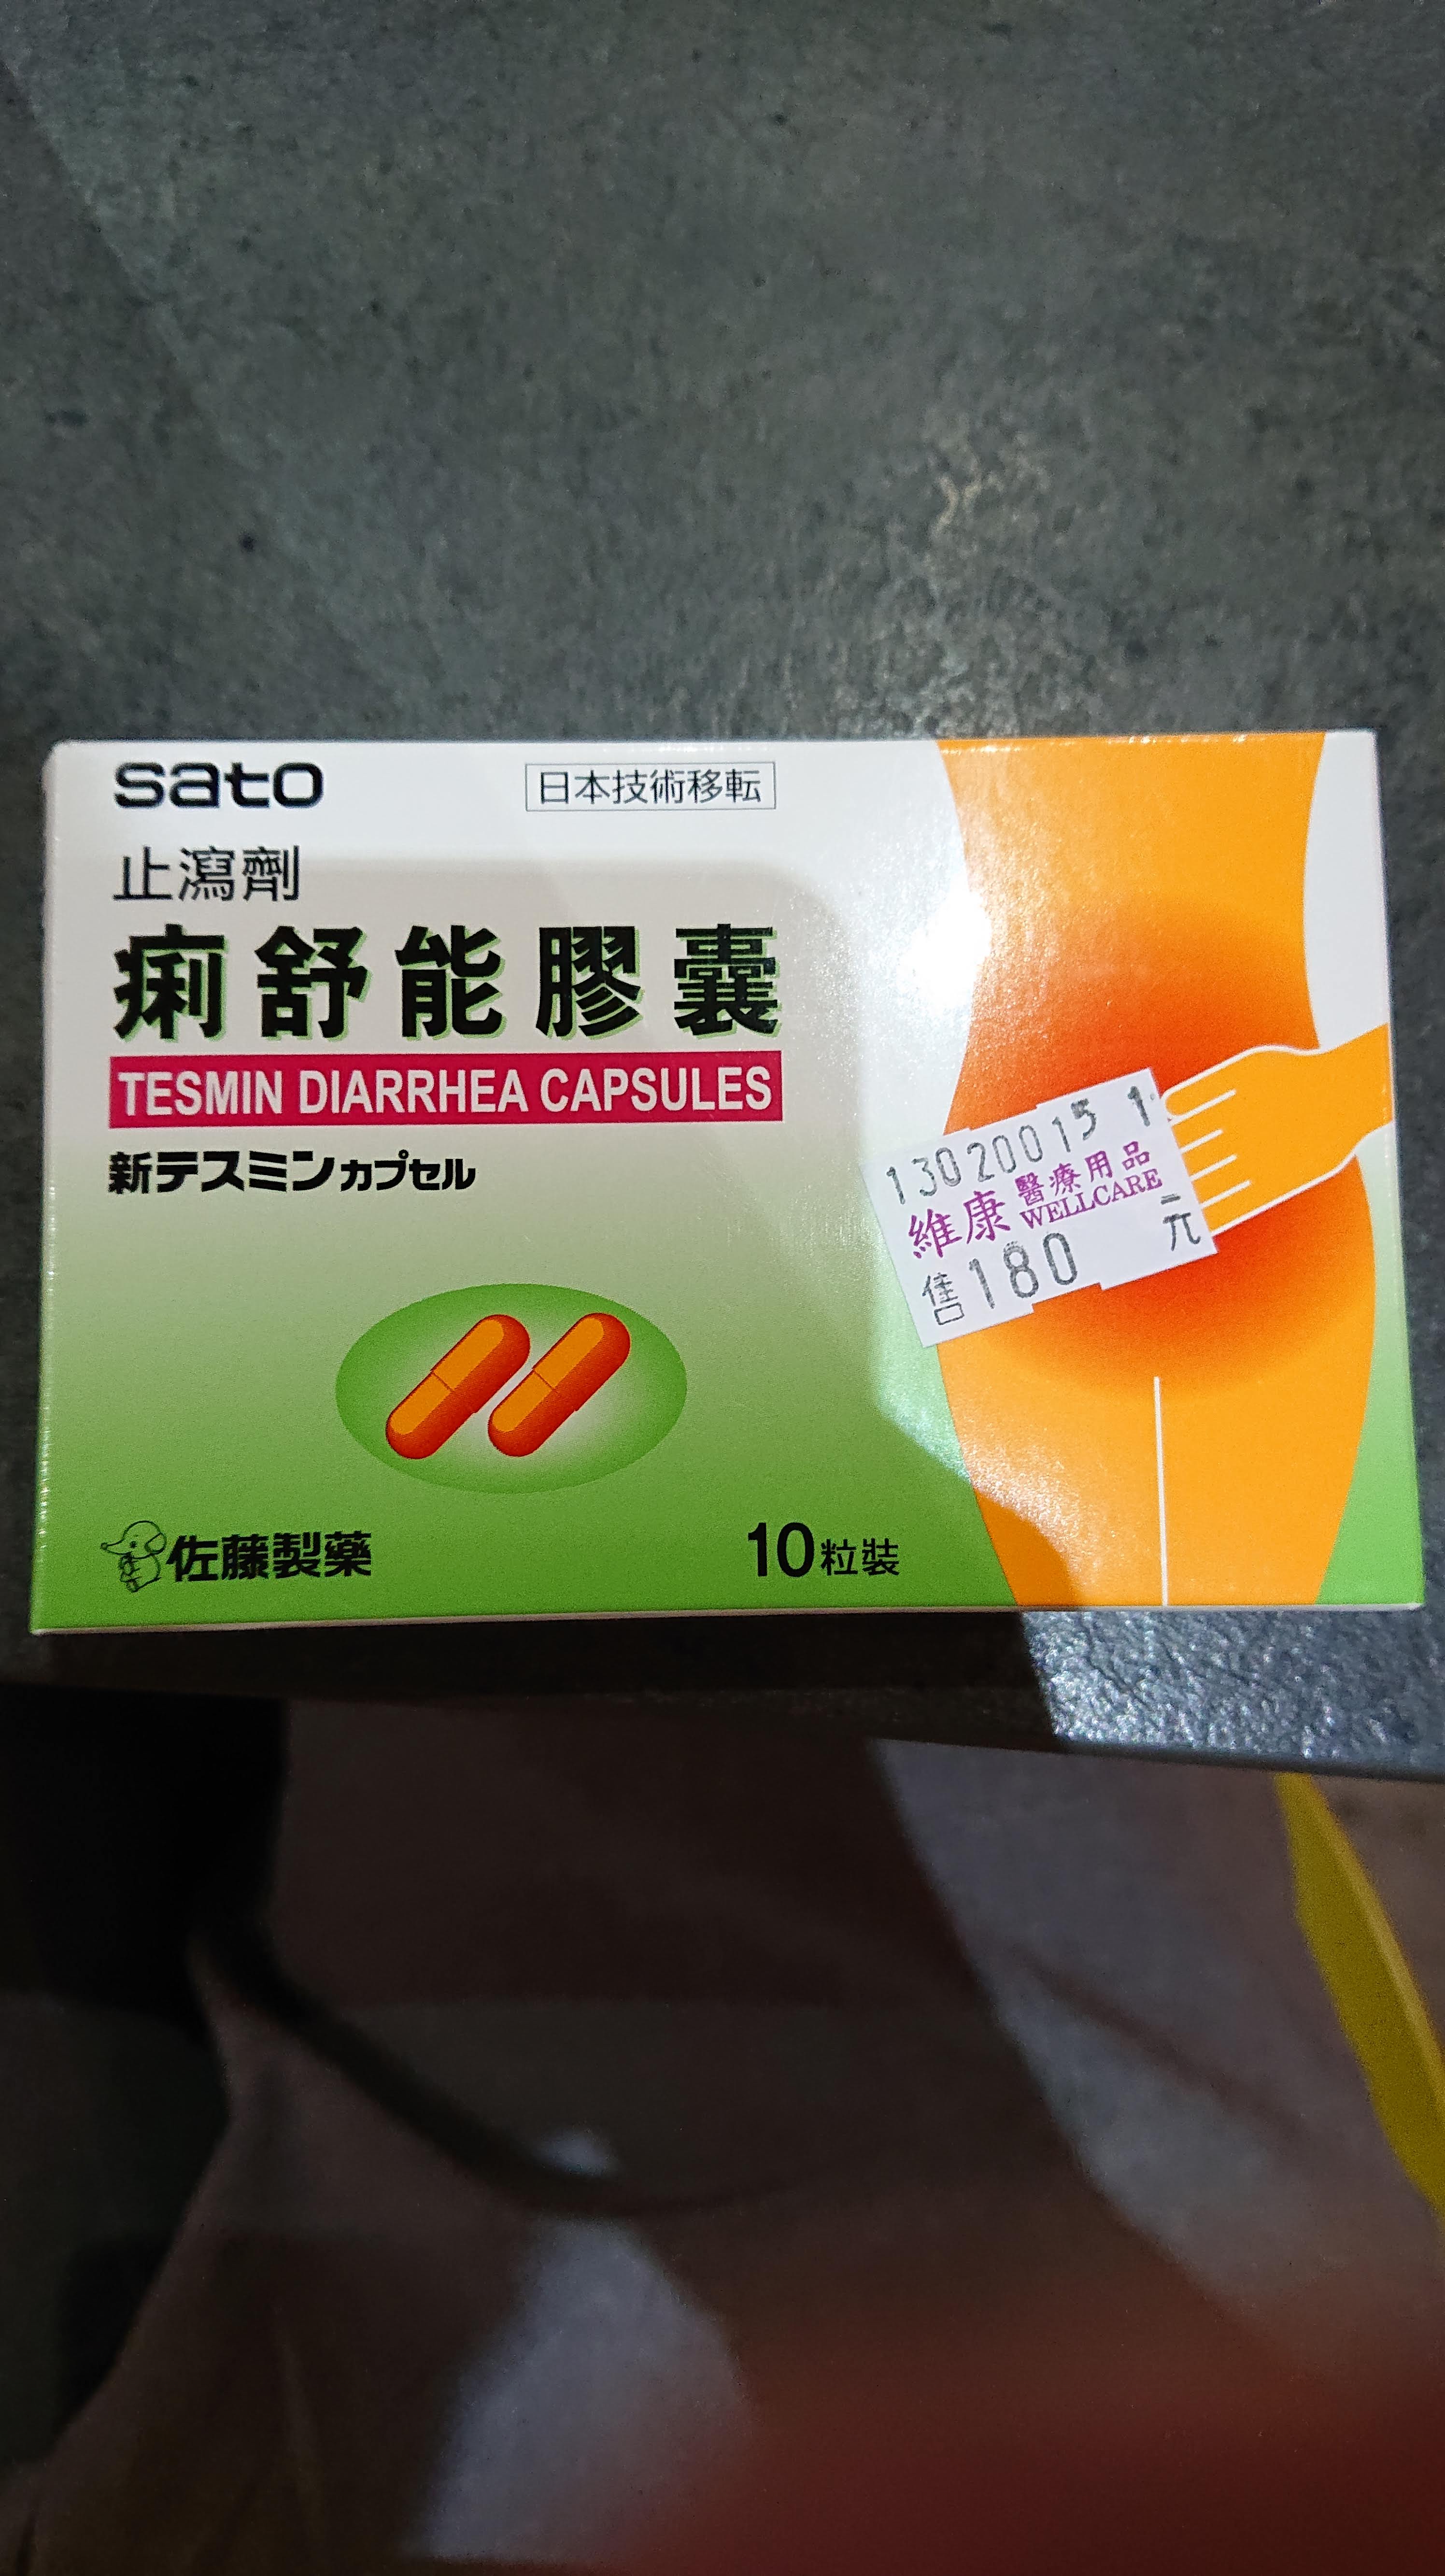 sato
日本技術移転
止瀉劑
痢舒能膠囊
TESMIN DIARRHEA CAPSULES
新テスミンカプセル
13020015 1
維康 醫療用品
WELLCARE
售 180 元
佐藤製藥
10粒裝